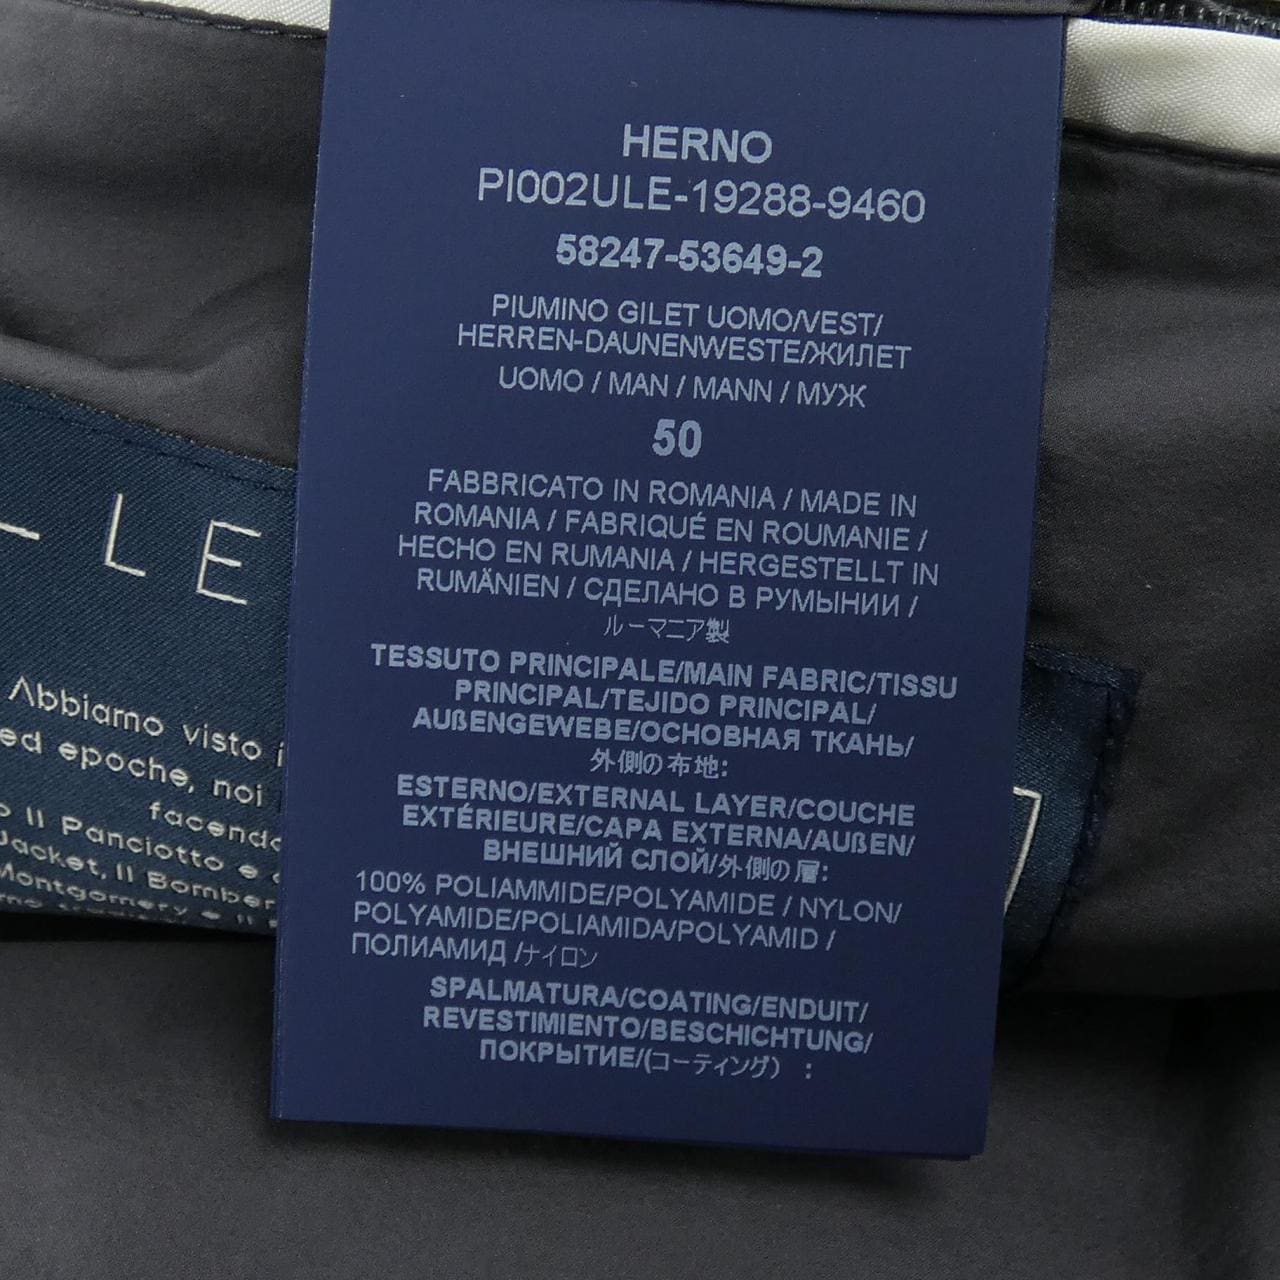 HERNO
PI002ULE-19288-9460
58247-53649-2
PIUMINO GILET UOMO/VEST/
HERREN-DAUNENWESTE/ЖИЛЕТ
UOMO / MAN / MANN / МУЖ
50
FABBRICATO IN ROMANIA / MADE IN
ROMANIA / FABRIQUÉ EN ROUMANIE /
HECHO EN RUMANIA / HERGESTELLT IN
RUMÄNIEN / СДЕЛАНО В РУМЫНИИ /
ルーマニア製
TESSUTO PRINCIPALE/MAIN FABRIC/TISSU
PRINCIPAL/TEJIDO PRINCIPAL/
AUßENGEWEBE/ОСНОВНАЯ ТКАНЬ/
外側の布地:
ESTERNO/EXTERNAL LAYER/COUCHE
EXTÉRIEURE/CAPA EXTERNA/AUßEN/
ВНЕШНИЙ СЛОЙ/外側の層:
100% POLIAMMIDE/POLYAMIDE / NYLON/
POLYAMIDE/POLIAMIDA/POLYAMID /
ПОЛИАМИД /ナイロン
SPALMATURA/COATING/ENDUIT/
REVESTIMIENTO/BESCHICHTUNG/
ПОКРЫТИЕ/(コーティング) :
LE
Abbiamo visto i
ed epoche, noi
facendo
Il Panciotto e
Jacket, Il Bomber
Montgomery e Il